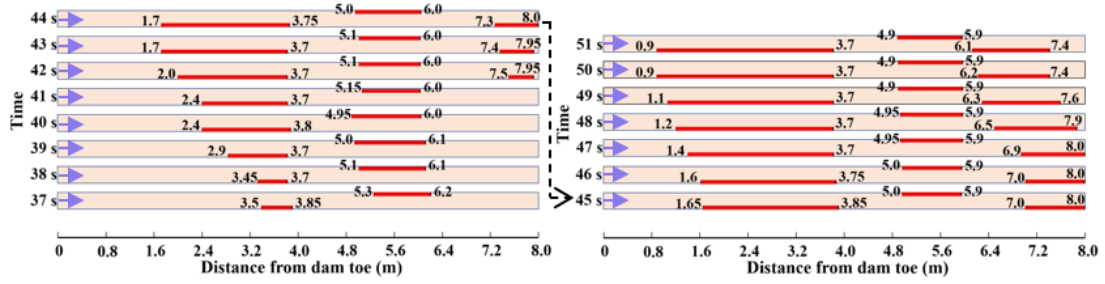 44 s 1.7 3.75 5.0 6.0 7.3 8.0
43 s 1.7 3.7 5.1 6.0 7.4 7.95
42 s 2.0 3.7 5.1 6.0 7.5 7.95
41 s 2.4 3.7 5.15 6.0
40 s 2.4 3.8 4.95 6.0
39 s 2.9 3.7 5.0 6.1
38 s 3.45 3.7 5.1 6.1
37 s 3.5 3.85 5.3 6.2
Time
0 0.8 1.6 2.4 3.2 4.0 4.8 5.6 6.4 7.2 8.0
Distance from dam toe (m)
51 s 0.9 3.7 4.9 5.9 6.1 7.4
50 s 0.9 3.7 4.9 5.9 6.2 7.4
49 s 1.1 3.7 4.9 5.9 6.3 7.6
48 s 1.2 3.7 4.95 5.9 6.5 7.9
47 s 1.4 3.7 4.95 5.9 6.9 8.0
46 s 1.6 3.75 5.0 5.9 7.0 8.0
45 s 1.65 3.85 5.0 5.9 7.0 8.0
Time
0 0.8 1.6 2.4 3.2 4.0 4.8 5.6 6.4 7.2 8.0
Distance from dam toe (m)